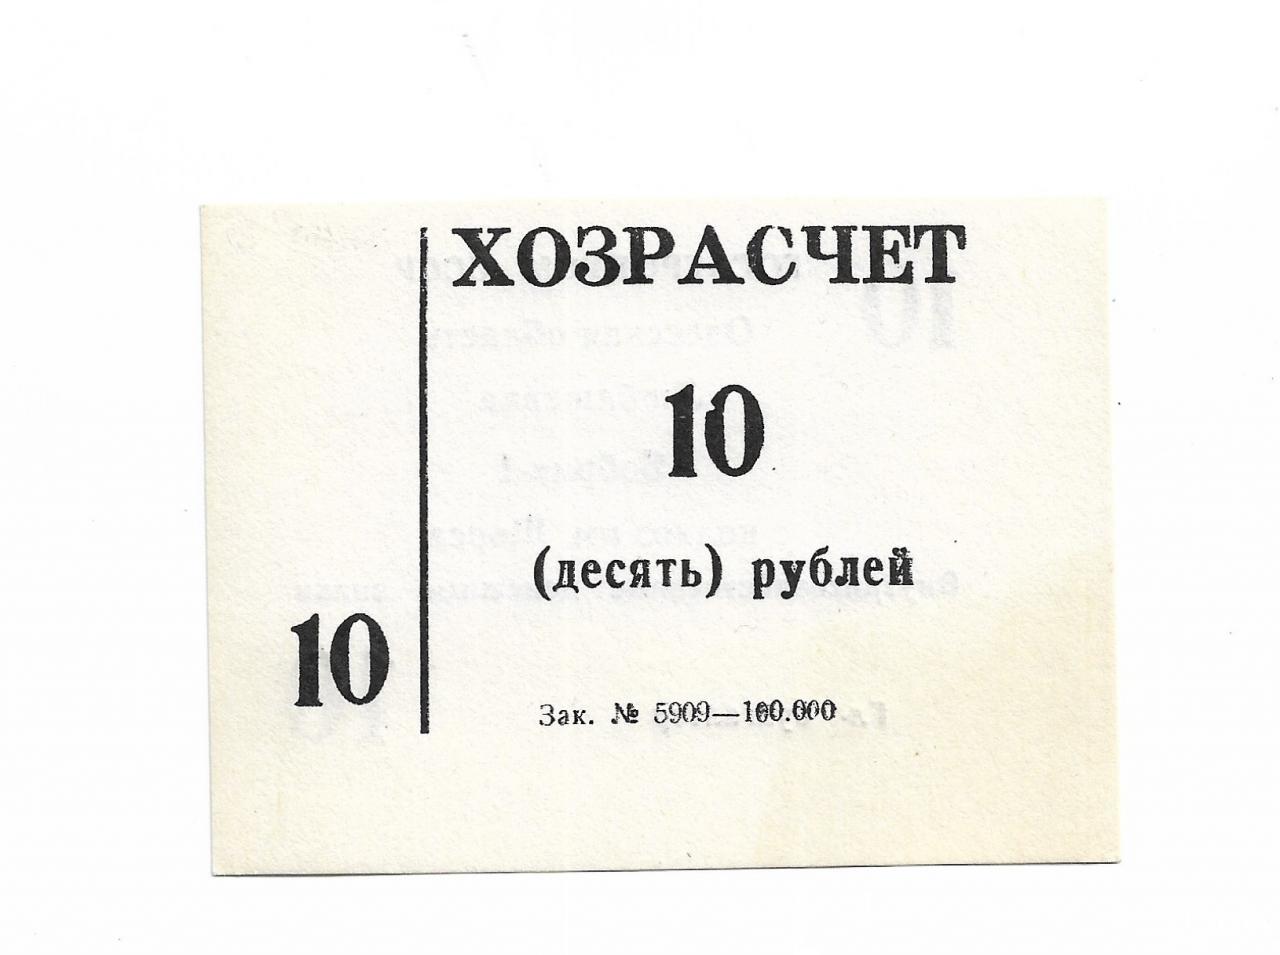 ХОЗРАСЧЕТ
10
(десять) рублей
10
Зак. № 5909—100.000